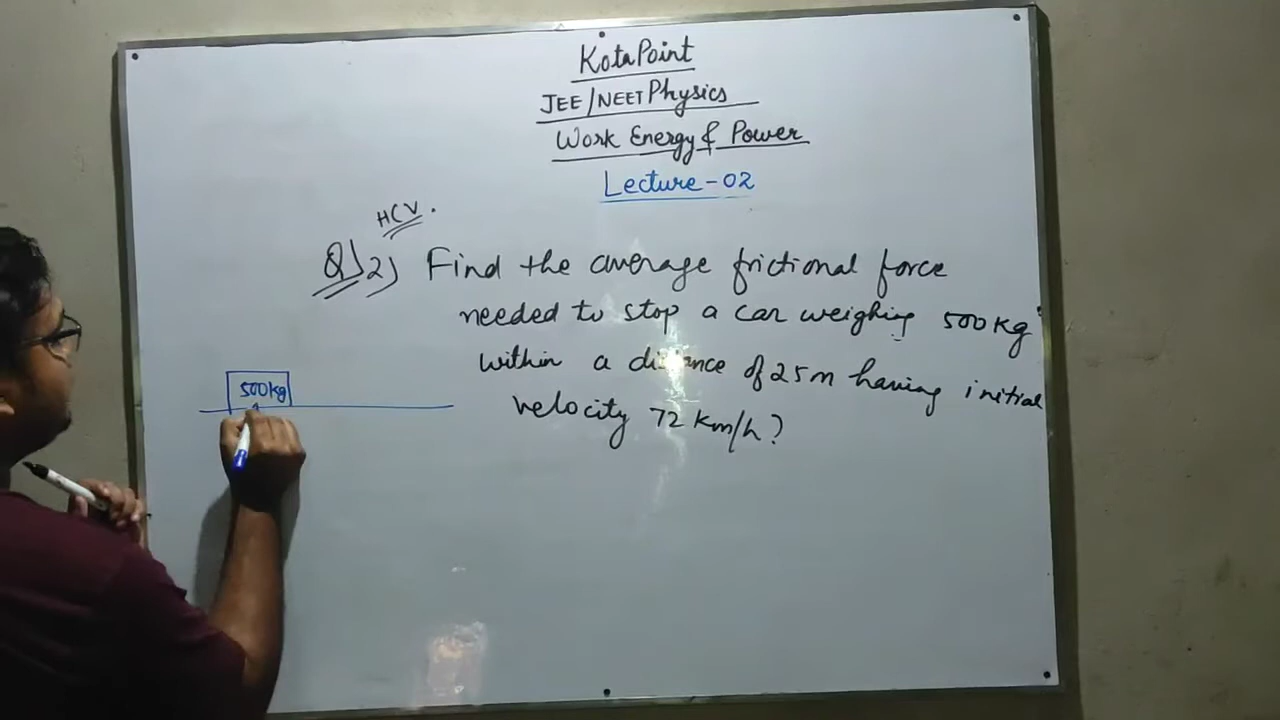 KotaPoint
JEE/NEET Physics
Work Energy & Power
Lecture-02
HCV.
Q)2) Find the average frictional force
needed to stop a car weighing 500kg
within a distance of 25m having initial
velocity 72 km/h?
500kg